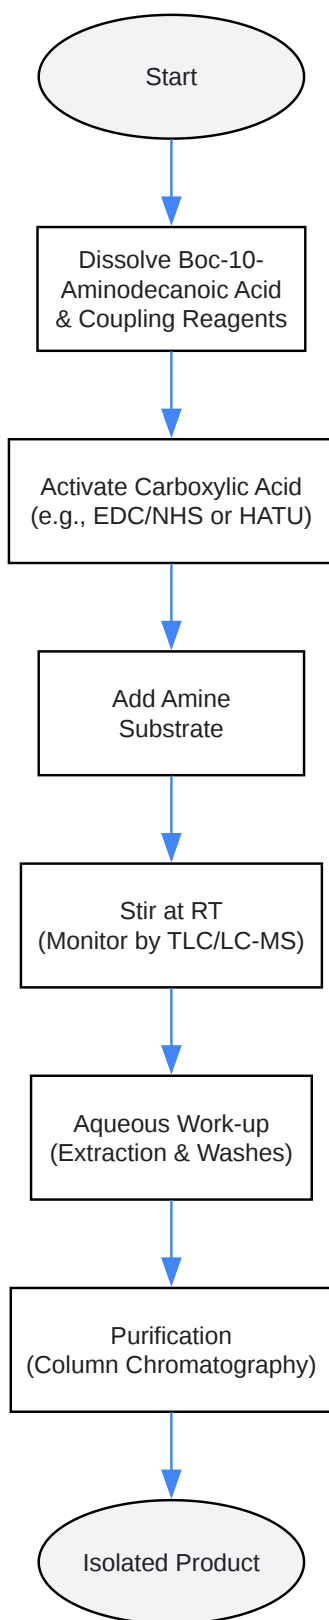 Start
Dissolve Boc-10-
Aminodecanoic Acid
& Coupling Reagents
Activate Carboxylic Acid
(e.g., EDC/NHS or HATU)
Add Amine
Substrate
Stir at RT
(Monitor by TLC/LC-MS)
Aqueous Work-up
(Extraction & Washes)
Purification
(Column Chromatography)
Isolated Product